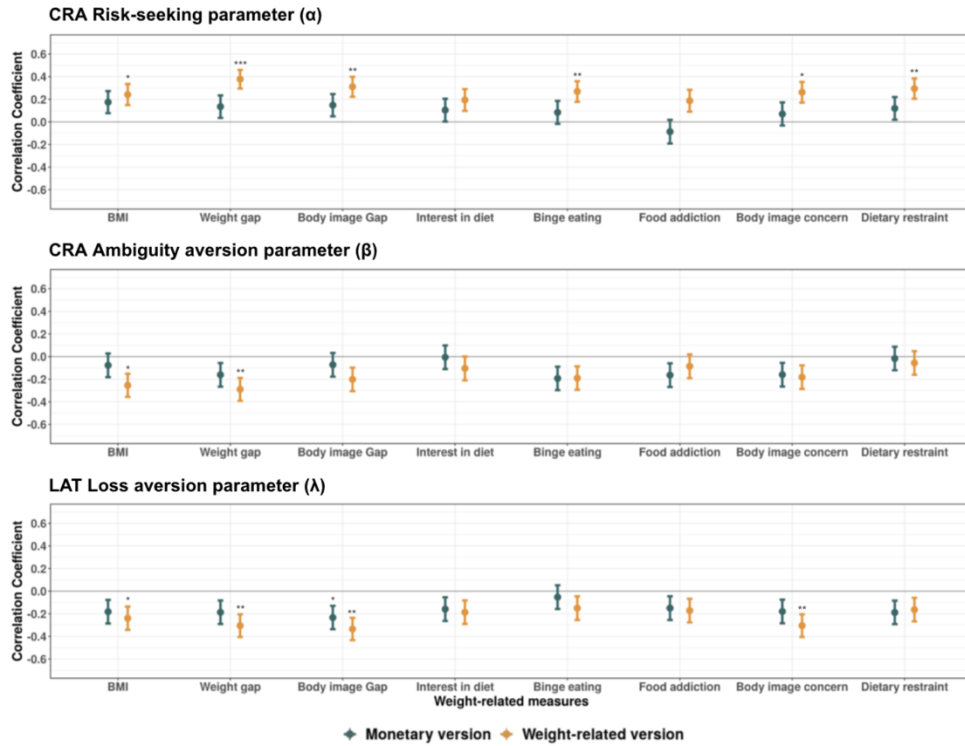 CRA Risk-seeking parameter (α)
Correlation Coefficient
0.6
0.4
0.2
0.0
-0.2
-0.4
-0.6
* *** ** ** * **
BMI Weight gap Body image Gap Interest in diet Binge eating Food addiction Body image concern Dietary restraint
CRA Ambiguity aversion parameter (β)
Correlation Coefficient
0.6
0.4
0.2
0.0
-0.2
-0.4
-0.6
* **
BMI Weight gap Body image Gap Interest in diet Binge eating Food addiction Body image concern Dietary restraint
LAT Loss aversion parameter (λ)
Correlation Coefficient
0.6
0.4
0.2
0.0
-0.2
-0.4
-0.6
* ** * ** **
BMI Weight gap Body image Gap Interest in diet Binge eating Food addiction Body image concern Dietary restraint
Weight-related measures
Monetary version Weight-related version